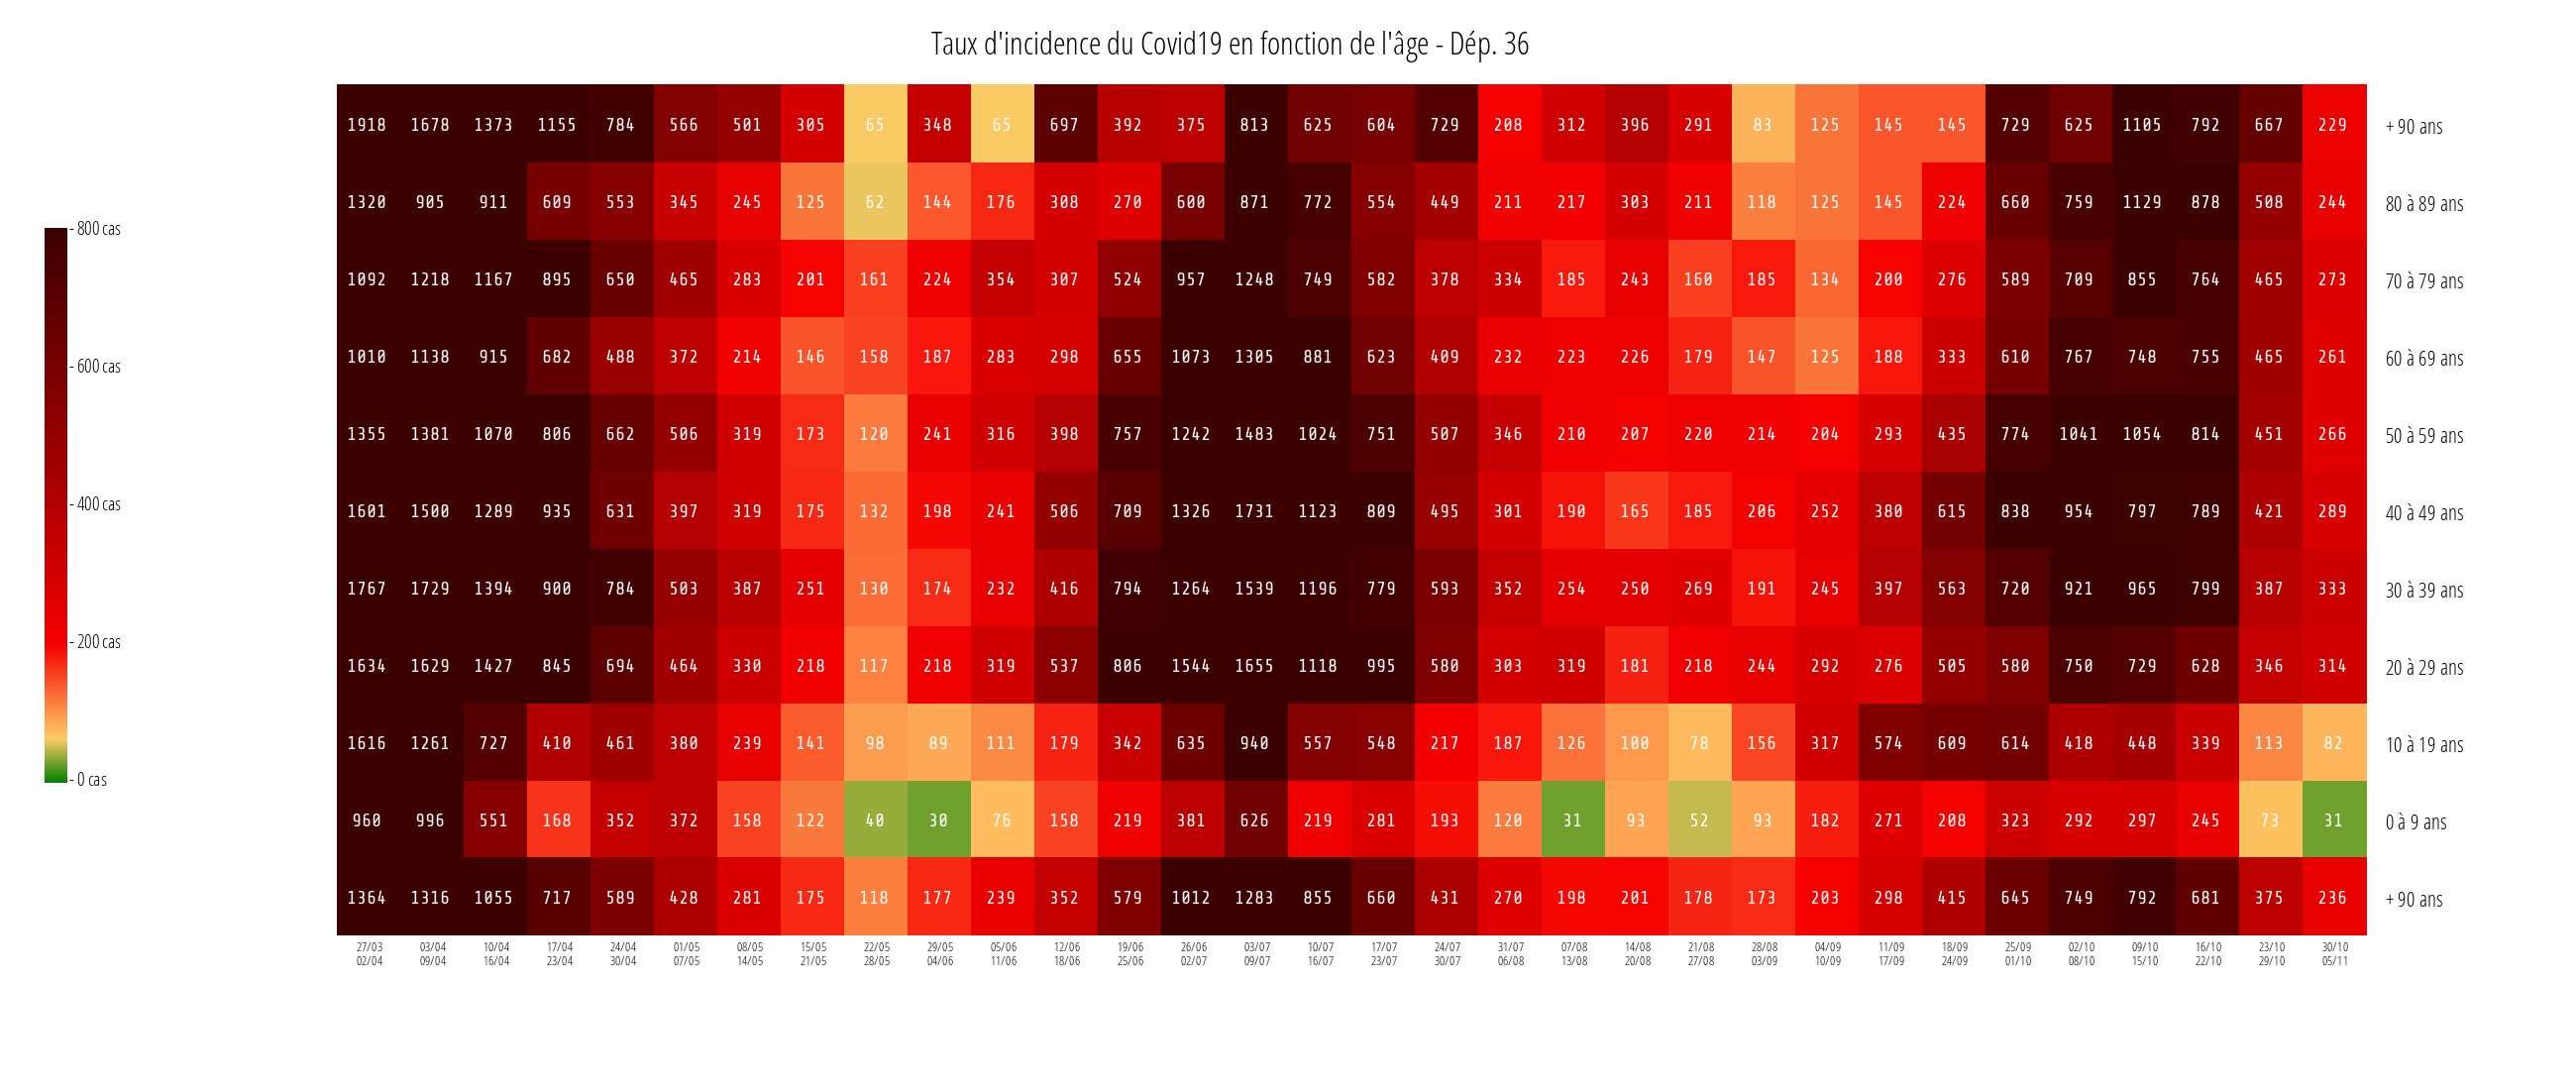 Taux d'incidence du Covid19 en fonction de l'âge - Dép. 36
- 800 cas
- 600 cas
- 400 cas
- 200 cas
- 0 cas
1918 1678 1373 1155 784 566 501 305 65 348 65 697 392 375 813 625 604 729 208 312 396 291 83 125 145 145 729 625 1105 792 667 229 + 90 ans
1320 905 911 609 553 345 245 125 62 144 176 308 270 600 871 772 554 449 211 217 303 211 118 125 145 224 660 759 1129 878 508 244 80 à 89 ans
1092 1218 1167 895 650 465 283 201 161 224 354 307 524 957 1248 749 582 378 334 185 243 160 185 134 200 276 589 709 855 764 465 273 70 à 79 ans
1010 1138 915 682 488 372 214 146 158 187 283 298 655 1073 1305 881 623 409 232 223 226 179 147 125 188 333 610 767 748 755 465 261 60 à 69 ans
1355 1381 1070 806 662 506 319 173 120 241 316 398 757 1242 1483 1024 751 507 346 210 207 220 214 204 293 435 774 1041 1054 814 451 266 50 à 59 ans
1601 1500 1289 935 631 397 319 175 132 198 241 506 709 1326 1731 1123 809 495 301 190 165 185 206 252 380 615 838 954 797 789 421 289 40 à 49 ans
1767 1729 1394 900 784 503 387 251 130 174 232 416 794 1264 1539 1196 779 593 352 254 250 269 191 245 397 563 720 921 965 799 387 333 30 à 39 ans
1634 1629 1427 845 694 464 330 218 117 218 319 537 806 1544 1655 1118 995 580 303 319 181 218 244 292 276 505 580 750 729 628 346 314 20 à 29 ans
1616 1261 727 410 461 380 239 141 98 89 111 179 342 635 940 557 548 217 187 126 100 78 156 317 574 609 614 418 448 339 113 82 10 à 19 ans
960 996 551 168 352 372 158 122 40 30 76 158 219 381 626 219 281 193 120 31 93 52 93 182 271 208 323 292 297 245 73 31 0 à 9 ans
1364 1316 1055 717 589 428 281 175 118 177 239 352 579 1012 1283 855 660 431 270 198 201 178 173 203 298 415 645 749 792 681 375 236 + 90 ans
27/03 03/04 10/04 17/04 24/04 01/05 08/05 15/05 22/05 29/05 05/06 12/06 19/06 26/06 03/07 10/07 17/07 24/07 31/07 07/08 14/08 21/08 28/08 04/09 11/09 18/09 25/09 02/10 09/10 16/10 23/10 30/10
02/04 09/04 16/04 23/04 30/04 07/05 14/05 21/05 28/05 04/06 11/06 18/06 25/06 02/07 09/07 16/07 23/07 30/07 06/08 13/08 20/08 27/08 03/09 10/09 17/09 24/09 01/10 08/10 15/10 22/10 29/10 05/11